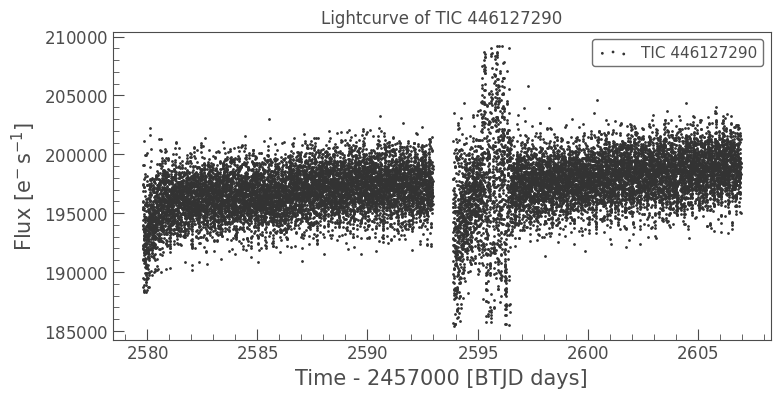 Lightcurve of TIC 446127290
TIC 446127290
210000
205000
200000
195000
190000
185000
Flux [e⁻ s⁻¹]
2580 2585 2590 2595 2600 2605
Time - 2457000 [BTJD days]